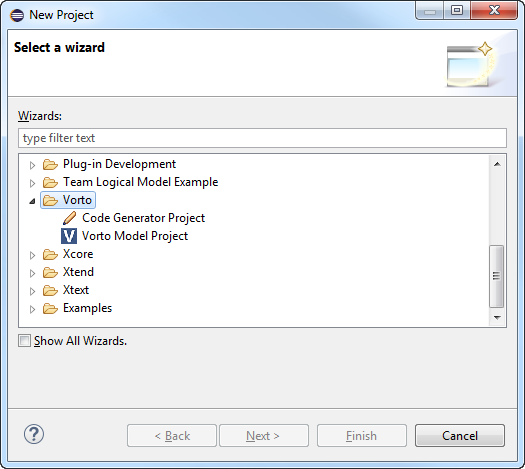 New Project
Select a wizard
Wizards:
type filter text
Plug-in Development
Team Logical Model Example
Vorto
Code Generator Project
V Vorto Model Project
Xcore
Xtend
Xtext
Examples
Show All Wizards.
? < Back Next > Finish Cancel